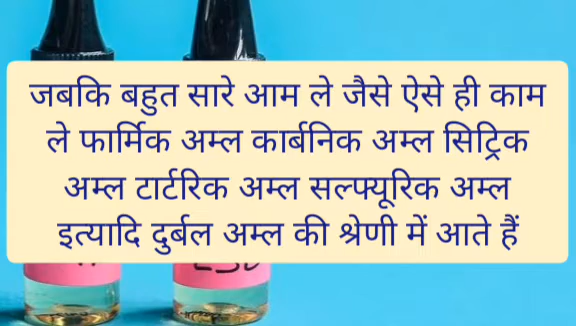 जबकि बहुत सारे आम ले जैसे ऐसे ही काम
ले फार्मिक अम्ल कार्बनिक अम्ल सिट्रिक
अम्ल टार्टरिक अम्ल सल्फ्यूरिक अम्ल
इत्यादि दुर्बल अम्ल की श्रेणी में आते हैं